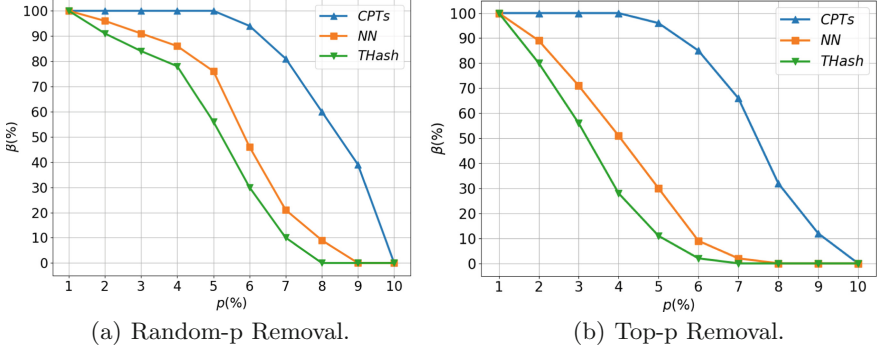 100
90
80
70
60
50
40
30
20
10
0
β(%)
1 2 3 4 5 6 7 8 9 10
p(%)
CPTs
NN
THash
(a) Random-p Removal.
100
90
80
70
60
50
40
30
20
10
0
β(%)
1 2 3 4 5 6 7 8 9 10
p(%)
CPTs
NN
THash
(b) Top-p Removal.